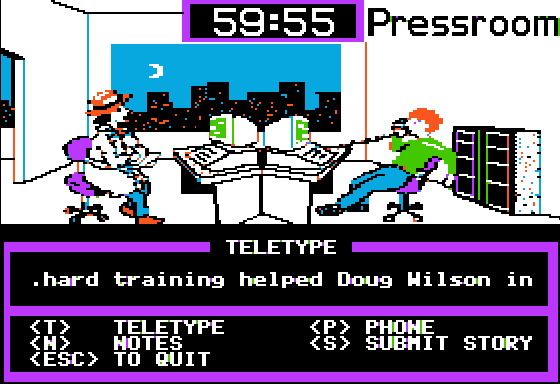 59:55 Pressroom
TELETYPE
.hard training helped Doug Wilson in
<T> TELETYPE <P> PHONE
<N> NOTES <S> SUBMIT STORY
<ESC> TO QUIT